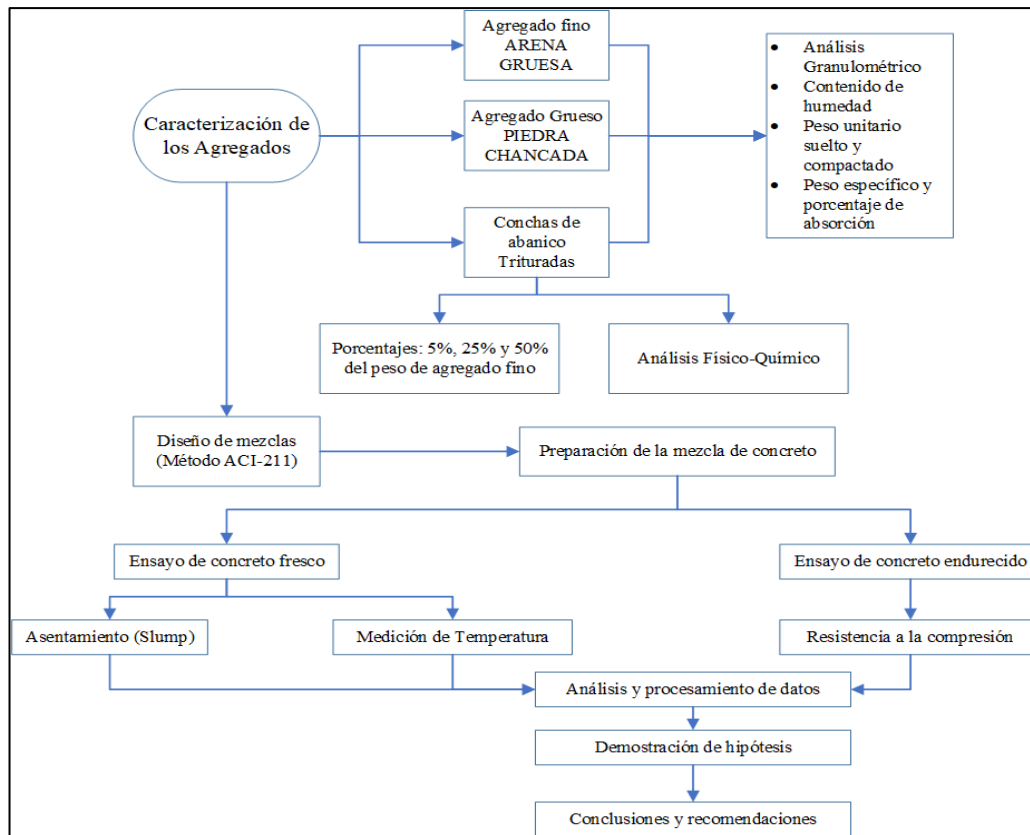 Caracterización de
los Agregados
Agregado fino
ARENA
GRUESA
Agregado Grueso
PIEDRA
CHANCADA
Conchas de
abanico
Trituradas
• Análisis
Granulométrico
• Contenido de
humedad
• Peso unitario
suelto y
compactado
• Peso específico y
porcentaje de
absorción
Porcentajes: 5%, 25% y 50%
del peso de agregado fino
Análisis Físico-Químico
Diseño de mezclas
(Método ACI-211)
Preparación de la mezcla de concreto
Ensayo de concreto fresco
Ensayo de concreto endurecido
Asentamiento (Slump)
Medición de Temperatura
Resistencia a la compresión
Análisis y procesamiento de datos
Demostración de hipótesis
Conclusiones y recomendaciones